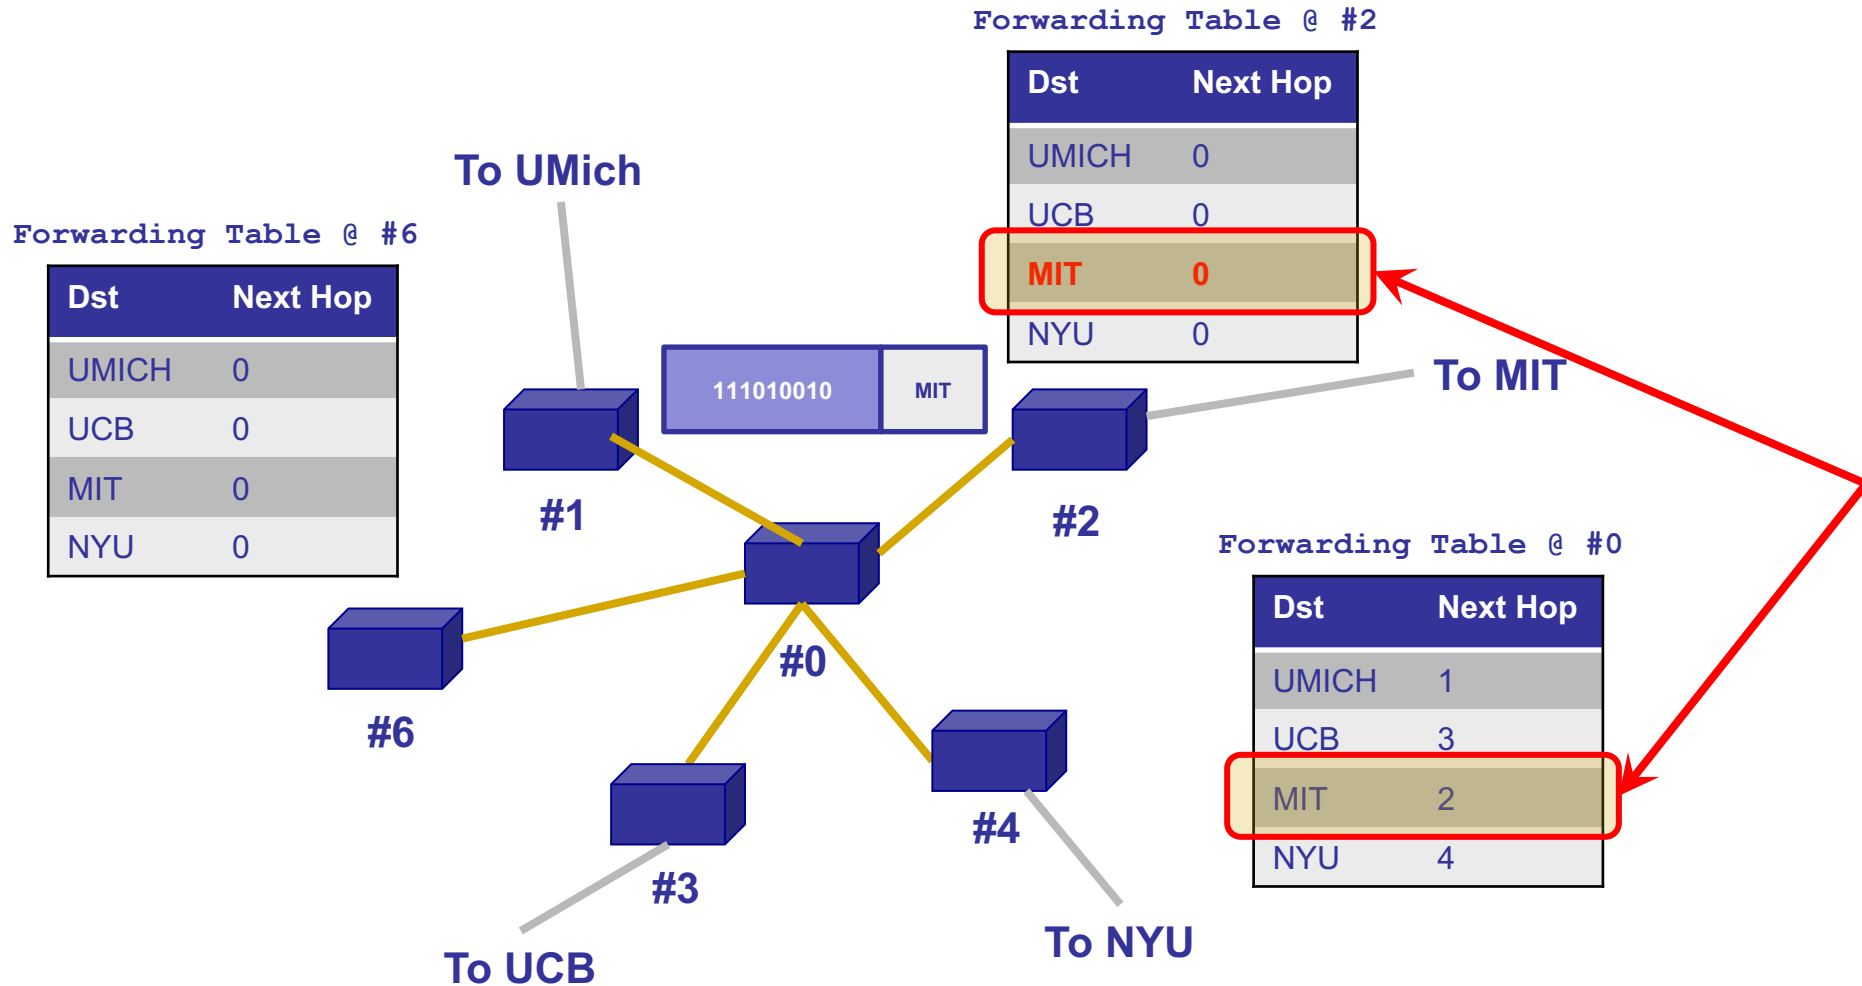 Forwarding Table @ #2
Dst Next Hop
UMICH 0
UCB 0
MIT 0
NYU 0
To UMich
Forwarding Table @ #6
Dst Next Hop
UMICH 0
UCB 0
MIT 0
NYU 0
111010010 MIT
To MIT
#1
#2
#0
#6
#3
#4
To UCB
To NYU
Forwarding Table @ #0
Dst Next Hop
UMICH 1
UCB 3
MIT 2
NYU 4